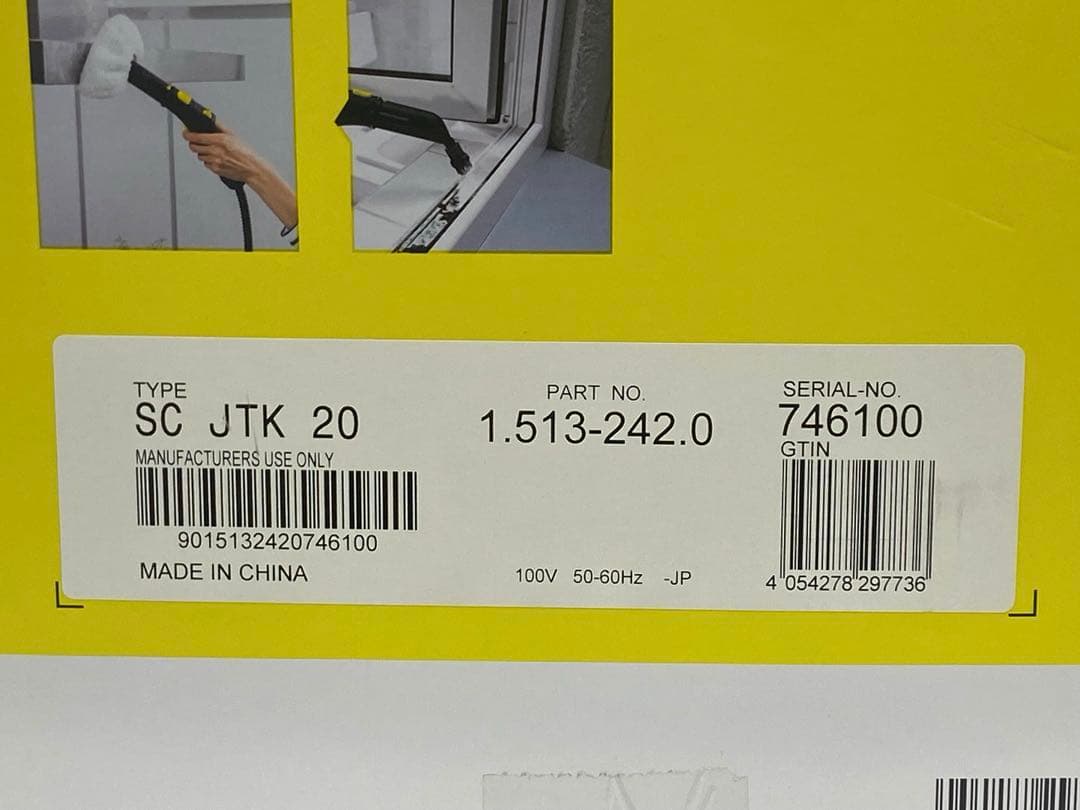 TYPE
SC JTK 20
MANUFACTURERS USE ONLY
9015132420746100
MADE IN CHINA
PART NO.
1.513-242.0
100V 50-60Hz -JP
SERIAL-NO.
746100
GTIN
4 054278 297736